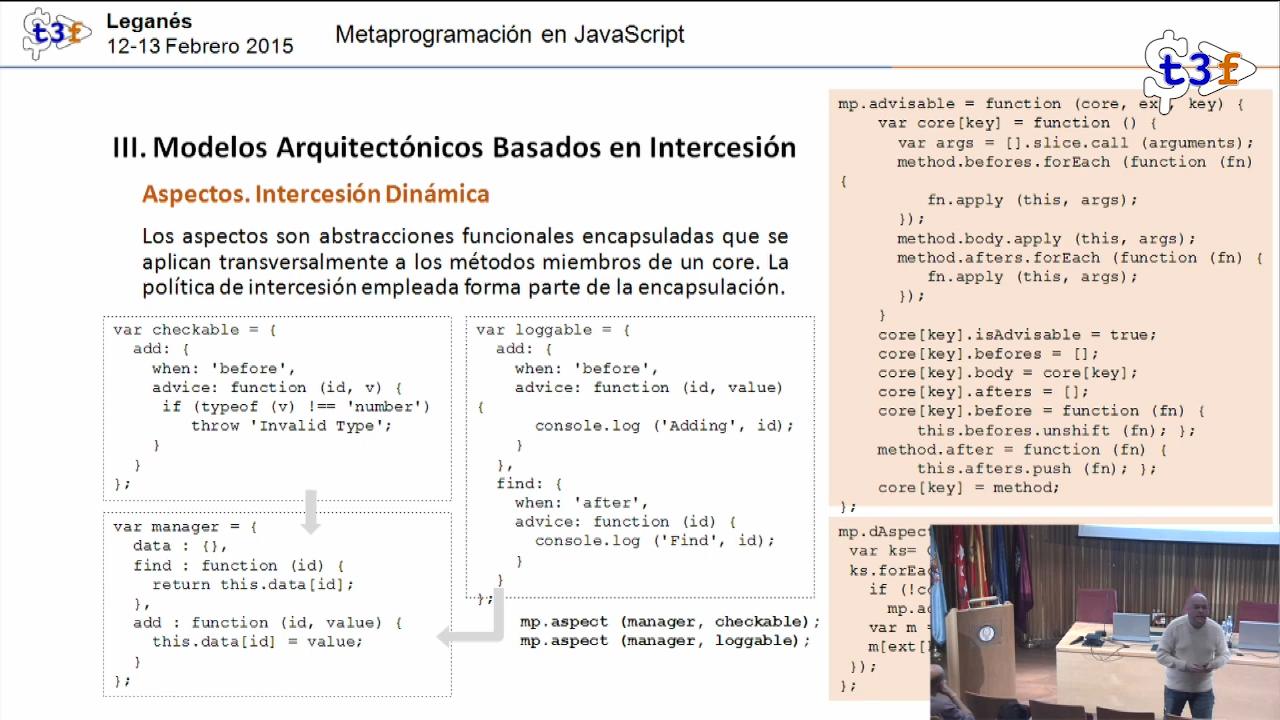 t3f
Leganés
12-13 Febrero 2015
Metaprogramación en JavaScript
t3f
III. Modelos Arquitectónicos Basados en Intercesión
Aspectos. Intercesión Dinámica
Los aspectos son abstracciones funcionales encapsuladas que se
aplican transversalmente a los métodos miembros de un core. La
política de intercesión empleada forma parte de la encapsulación.
var checkable = {
add: {
when: 'before',
advice: function (id, v) {
if (typeof (v) !== 'number')
throw 'Invalid Type';
}
}
};
var manager = {
data : {},
find : function (id) {
return this.data[id];
},
add : function (id, value) {
this.data[id] = value;
}
};
var loggable = {
add: {
when: 'before',
advice: function (id, value)
{
console.log ('Adding', id);
}
},
find: {
when: 'after',
advice: function (id) {
console.log ('Find', id);
}
}
};
mp.aspect (manager, checkable);
mp.aspect (manager, loggable);
mp.advisable = function (core, ex, key) {
var core[key] = function () {
var args = [].slice.call (arguments);
method.befores.forEach (function (fn)
{
fn.apply (this, args);
});
method.body.apply (this, args);
method.afters.forEach (function (fn) {
fn.apply (this, args);
});
}
core[key].isAdvisable = true;
core[key].befores = [];
core[key].body = core[key];
core[key].afters = [];
core[key].before = function (fn) {
this.befores.unshift (fn); };
method.after = function (fn) {
this.afters.push (fn); };
core[key] = method;
};
mp.dAspec
var ks=
ks.forEa
if (!c
mp.a
var m =
m[ext[
});
};